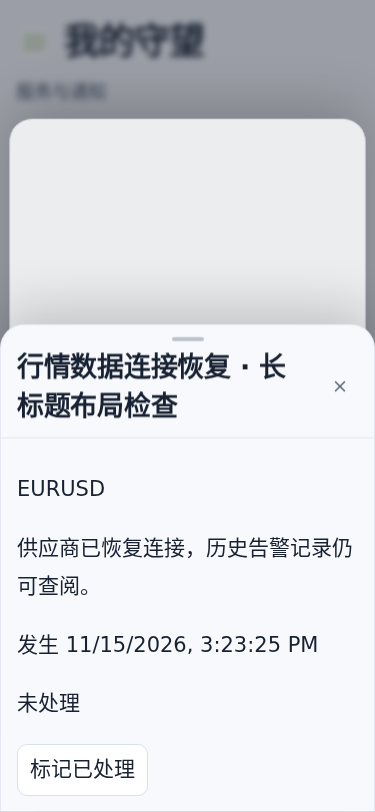 我的守望
服务与通知
行情数据连接恢复 · 长
标题布局检查
×
EURUSD
供应商已恢复连接，历史告警记录仍
可查阅。
发生 11/15/2026, 3:23:25 PM
未处理
标记已处理